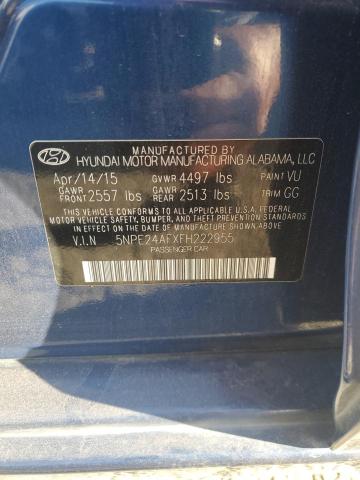 MANUFACTURED BY
HYUNDAI MOTOR MANUFACTURING ALABAMA, LLC
Apr/14/15 GVWR 4497 lbs PAINT VU
GAWR FRONT 2557 lbs GAWR REAR 2513 lbs TRIM GG
THIS VEHICLE CONFORMS TO ALL APPLICABLE U.S.
FEDERAL MOTOR VEHICLE SAFETY, BUMPER, AND THEFT
PREVENTION STANDARDS IN EFFECT ON THE DATE OF
MANUFACTURE SHOWN ABOVE.
V.I.N 5NPE24AFXFH222955
PASSENGER CAR